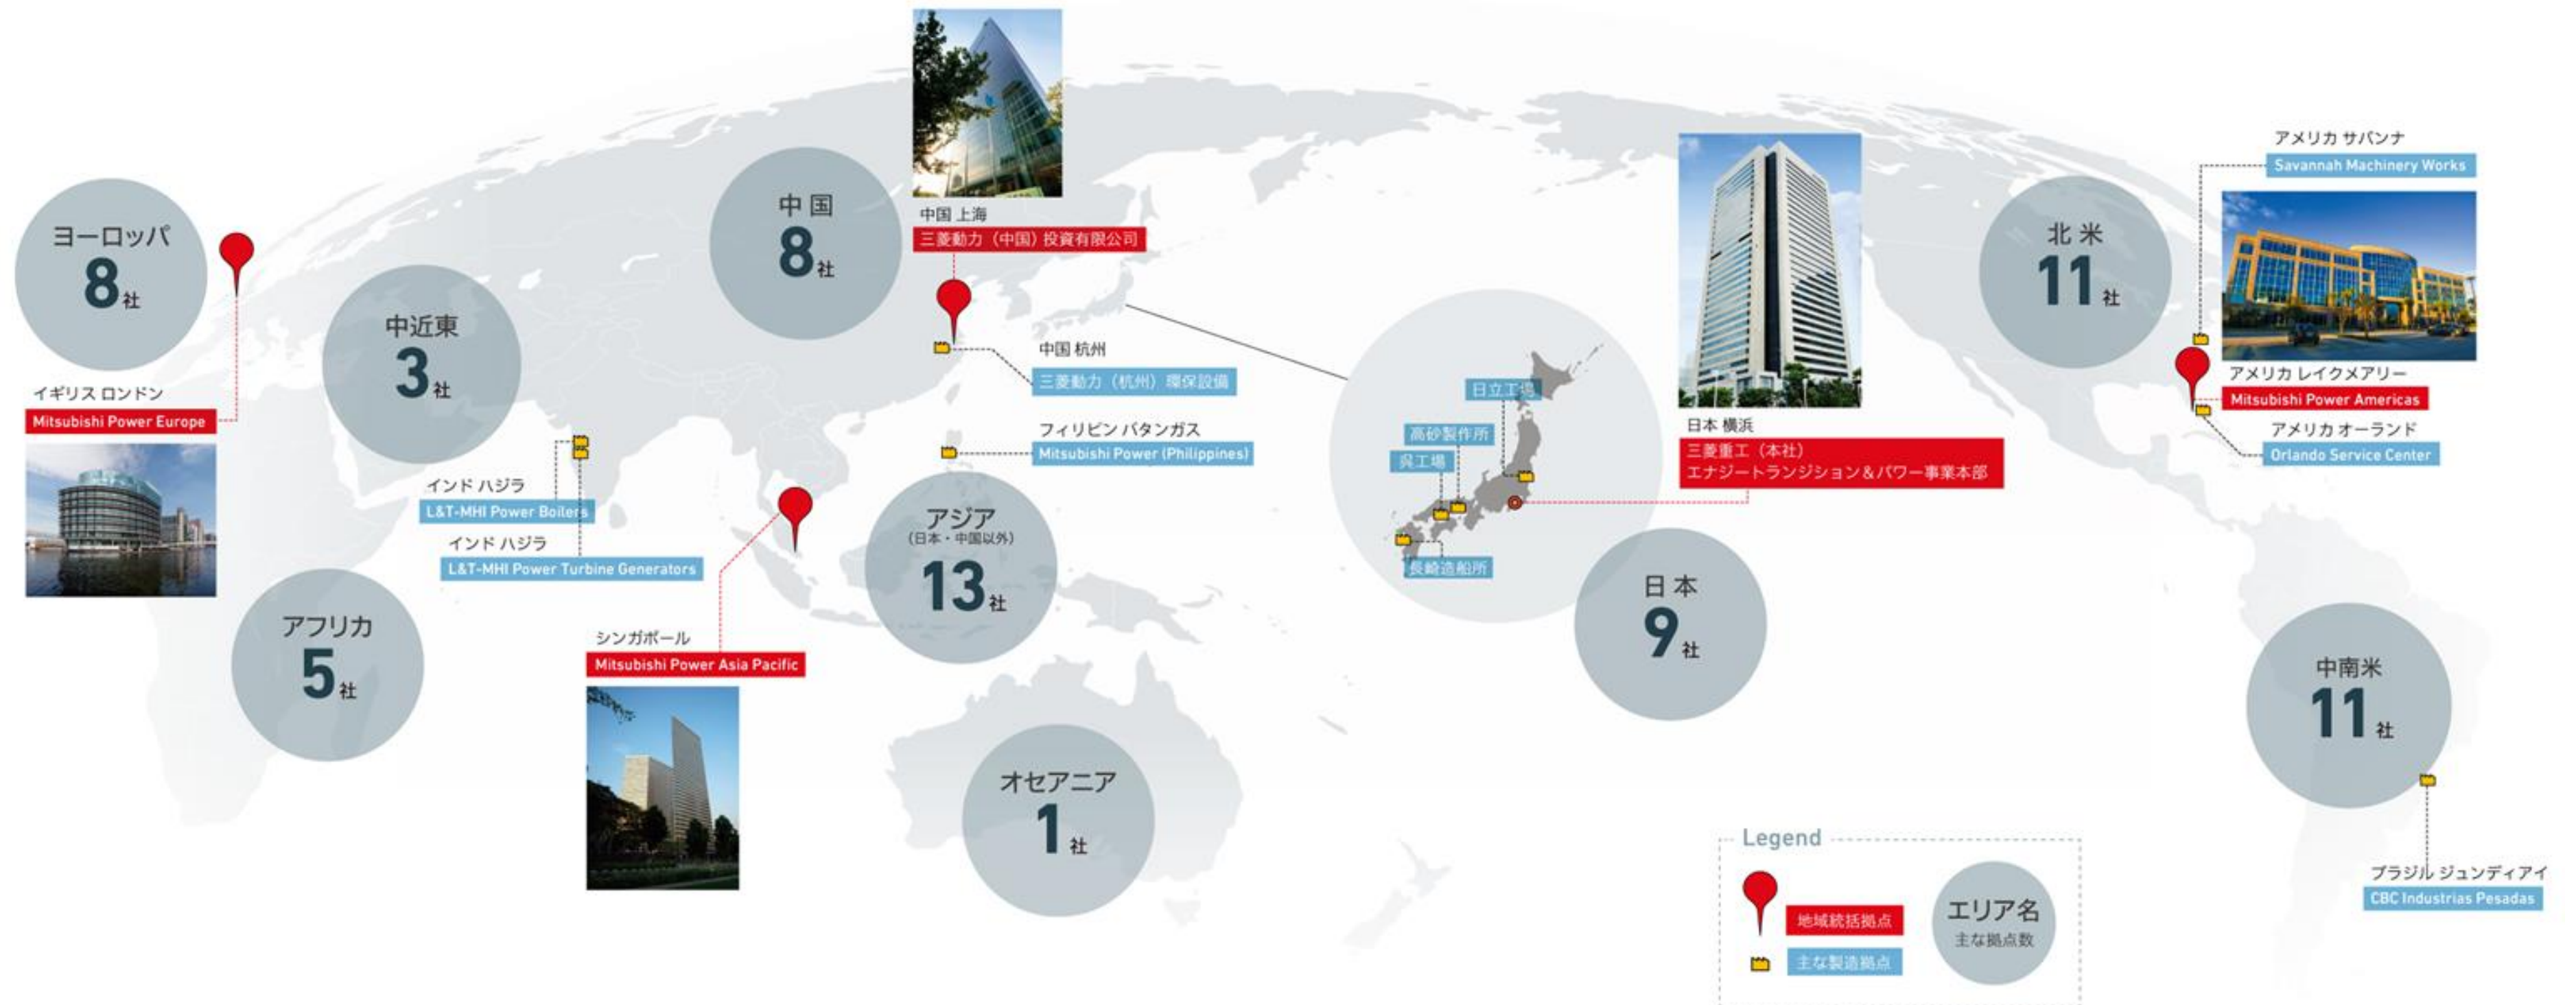 ヨーロッパ
8社
イギリス ロンドン
Mitsubishi Power Europe
中近東
3社
アフリカ
5社
インド ハジラ
L&T-MHI Power Boilers
インド ハジラ
L&T-MHI Power Turbine Generators
シンガポール
Mitsubishi Power Asia Pacific
中国
8社
中国 上海
三菱動力（中国）投資有限公司
中国 杭州
三菱動力（杭州）環保設備
フィリピン バタンガス
Mitsubishi Power (Philippines)
アジア
（日本・中国以外）
13社
オセアニア
1社
日立工場
高砂製作所
呉工場
長崎造船所
日本 横浜
三菱重工（本社）
エナジートランジション＆パワー事業本部
日本
9社
北米
11社
アメリカ サバンナ
Savannah Machinery Works
アメリカ レイクメアリー
Mitsubishi Power Americas
アメリカ オーランド
Orlando Service Center
中南米
11社
ブラジル ジュンディアイ
CBC Industrias Pesadas
Legend
地域統括拠点
主な製造拠点
エリア名
主な拠点数